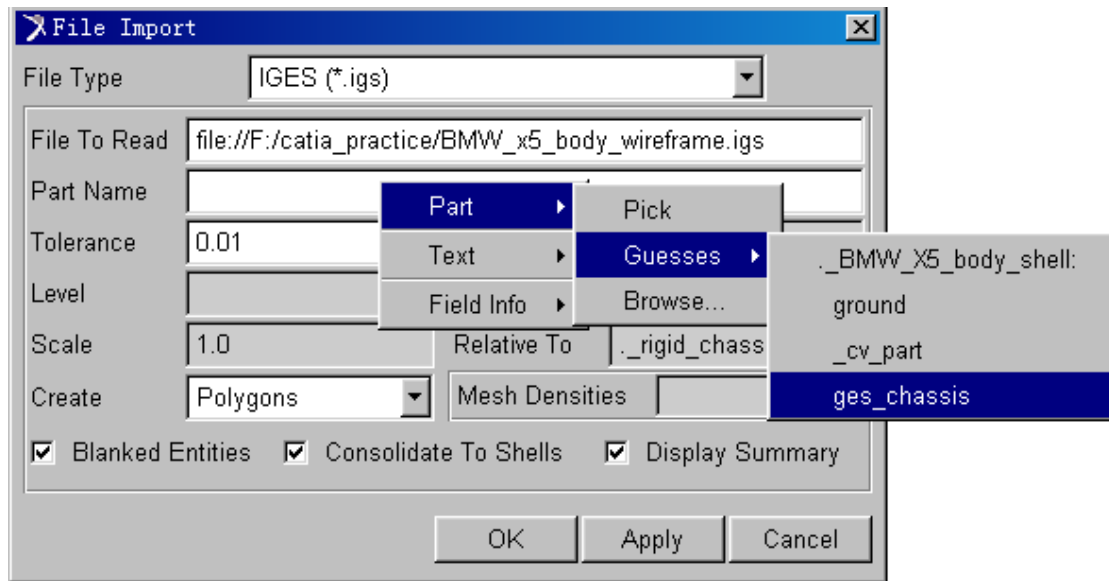 File Import
File Type IGES (*.igs)
File To Read file://F:/catia_practice/BMW_x5_body_wireframe.igs
Part Name Part Pick
Tolerance 0.01 Text Guesses ._BMW_X5_body_shell:
Level Field Info Browse... ground
Scale 1.0 Relative To ._rigid_chass _cv_part
Create Polygons Mesh Densities ges_chassis
Blanked Entities Consolidate To Shells Display Summary
OK Apply Cancel